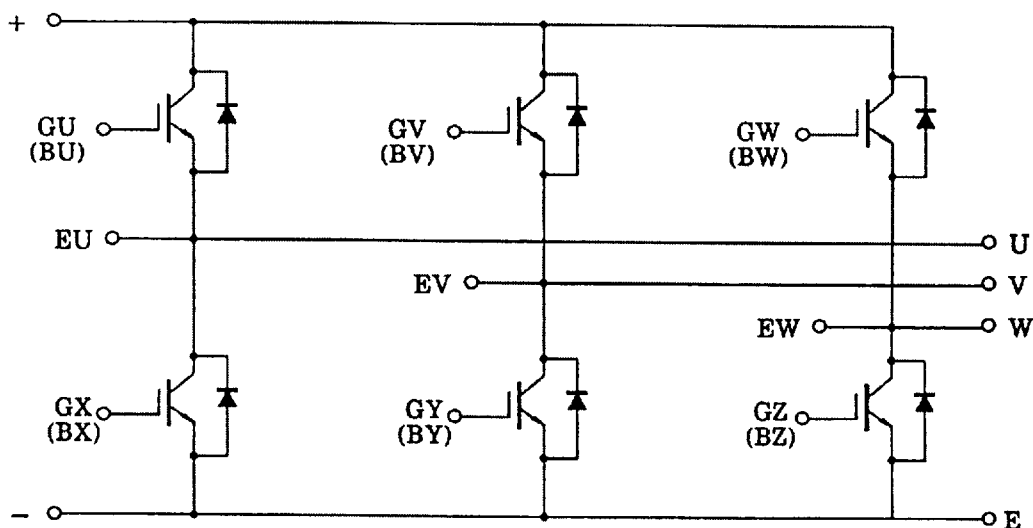 +
GU
(BU)
GV
(BV)
GW
(BW)
EU
U
EV
V
EW
W
GX
(BX)
GY
(BY)
GZ
(BZ)
−
E